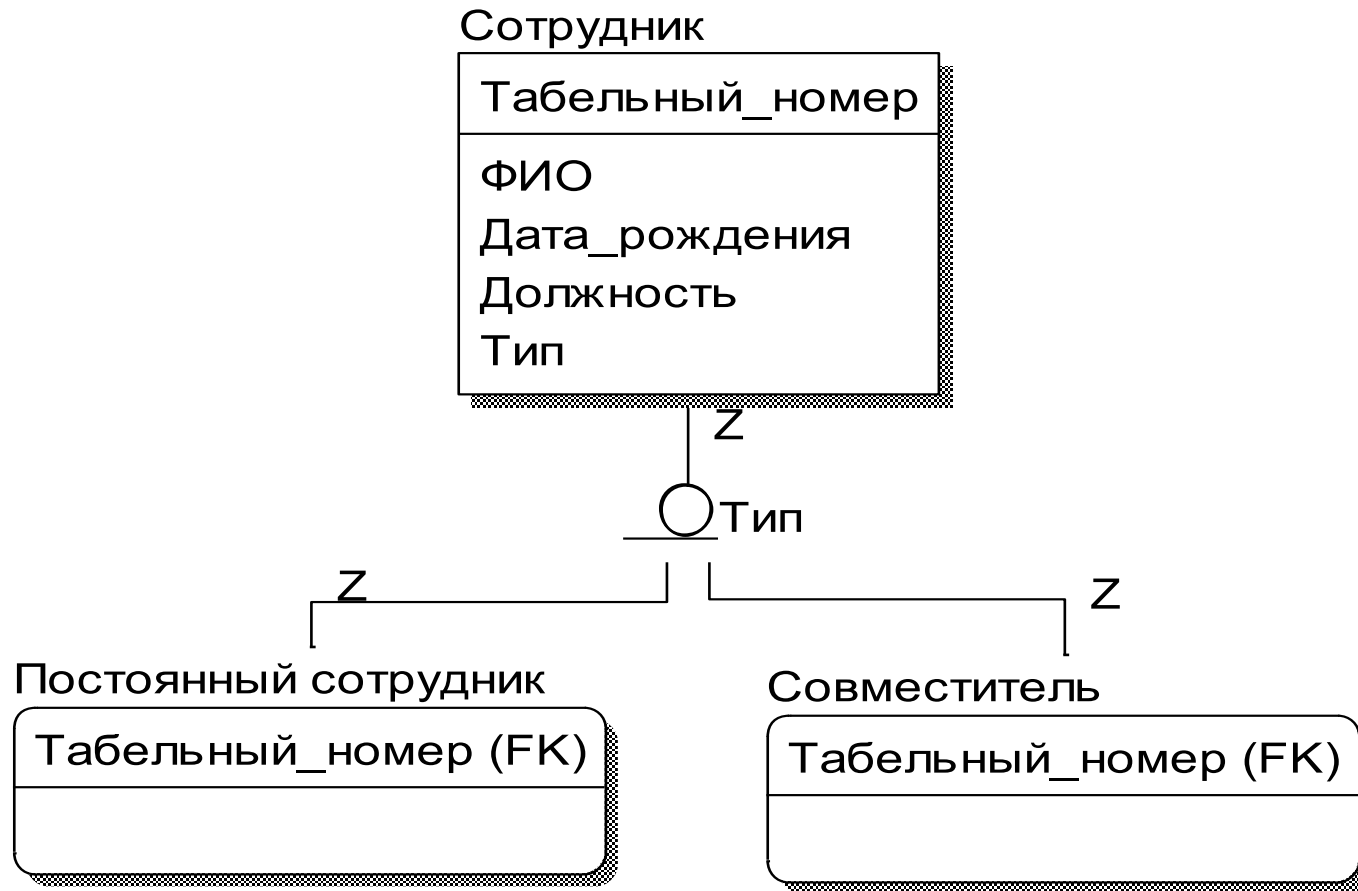 Сотрудник
Табельный_номер
ФИО
Дата_рождения
Должность
Тип
Z
Тип
Z
Z
Постоянный сотрудник
Табельный_номер (FK)
Совместитель
Табельный_номер (FK)